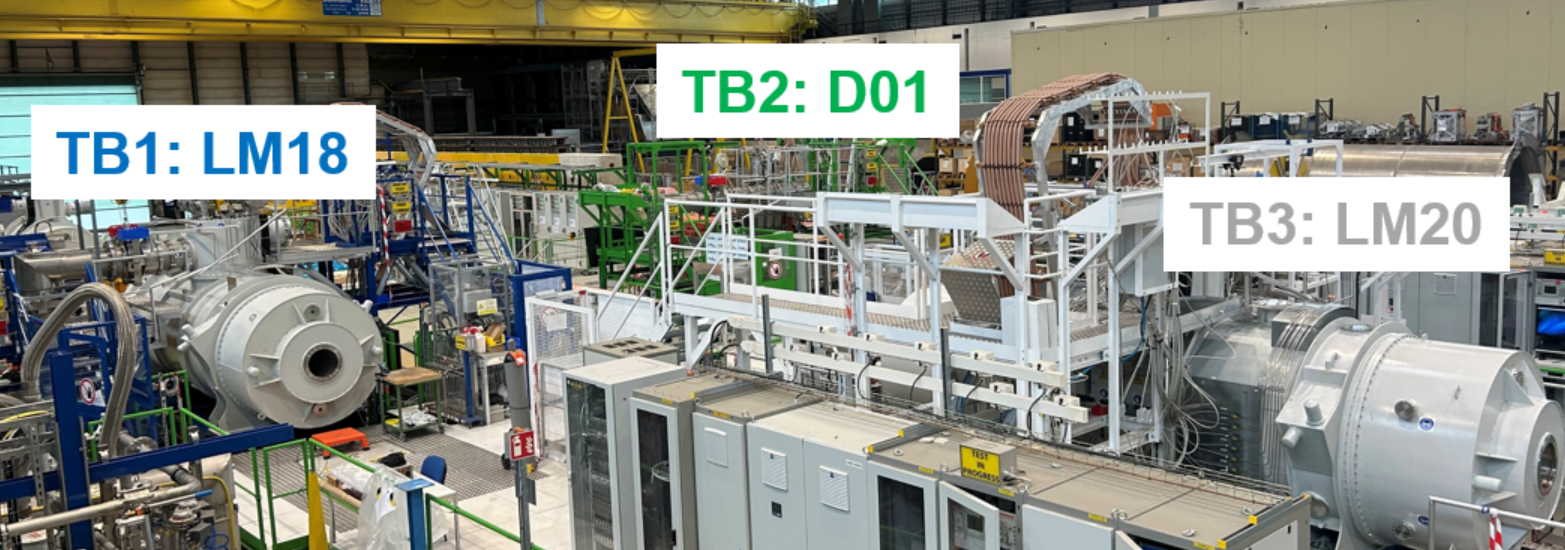 TB2: D01
TB1: LM18
TB3: LM20
TEST
IN
PROGRESS